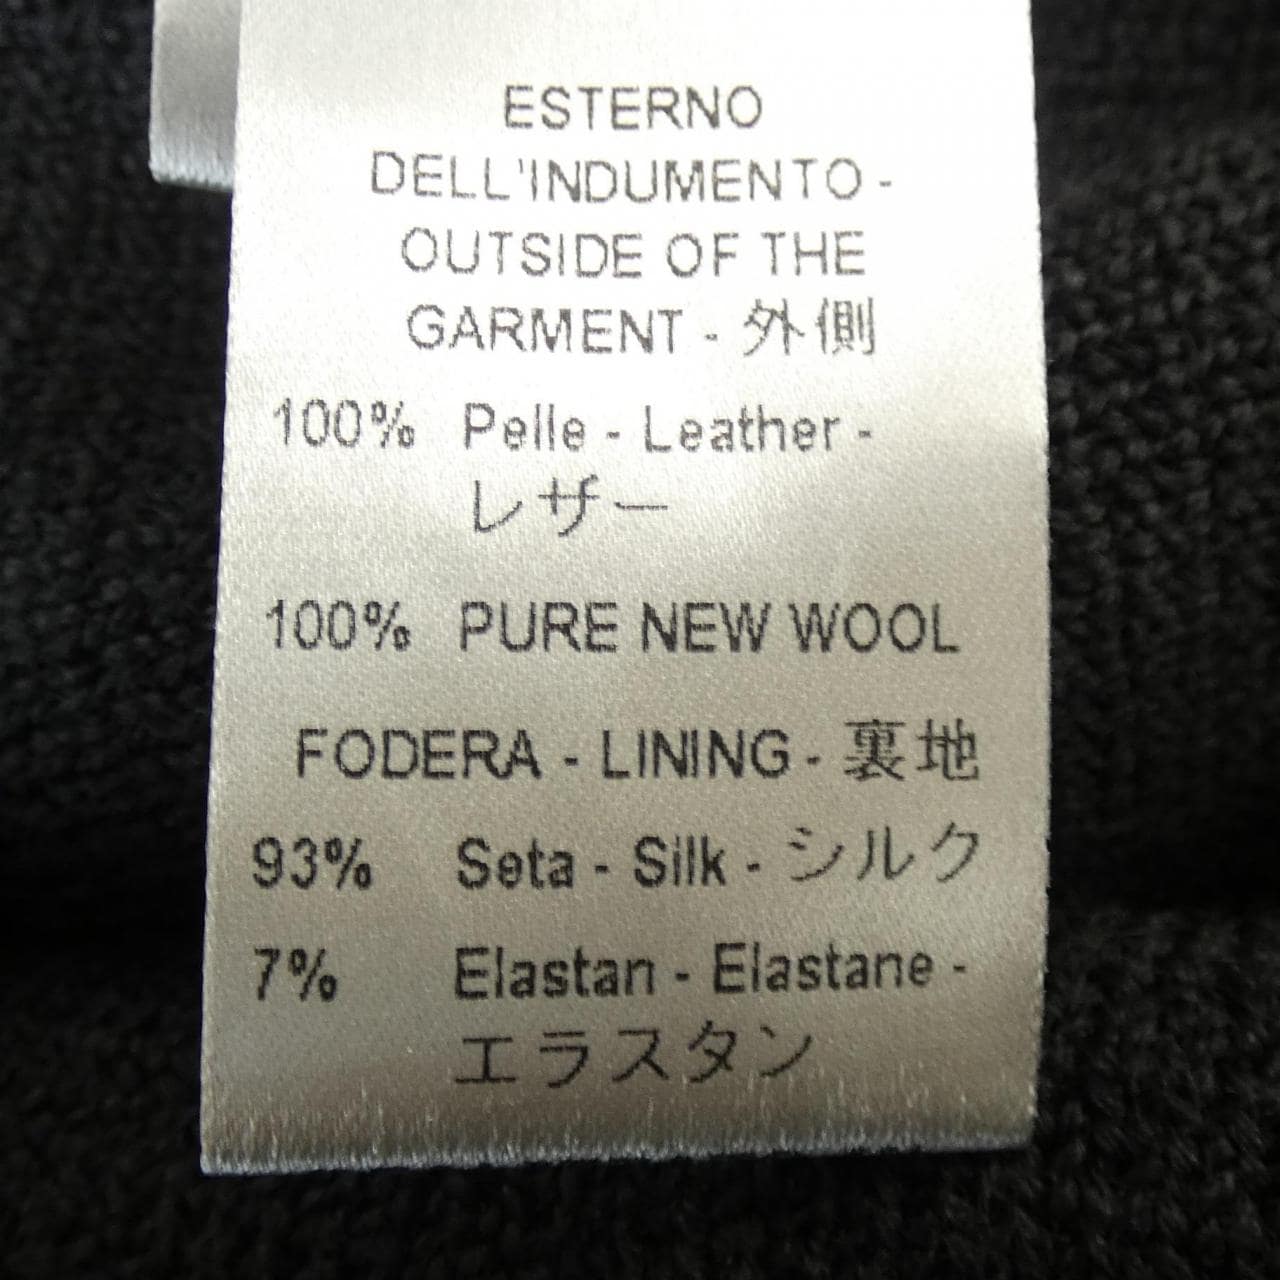 ESTERNO
DELL'INDUMENTO -
OUTSIDE OF THE
GARMENT - 外側
100% Pelle - Leather -
レザー
100% PURE NEW WOOL
FODERA - LINING - 裏地
93% Seta - Silk - シルク
7% Elastan - Elastane -
エラスタン